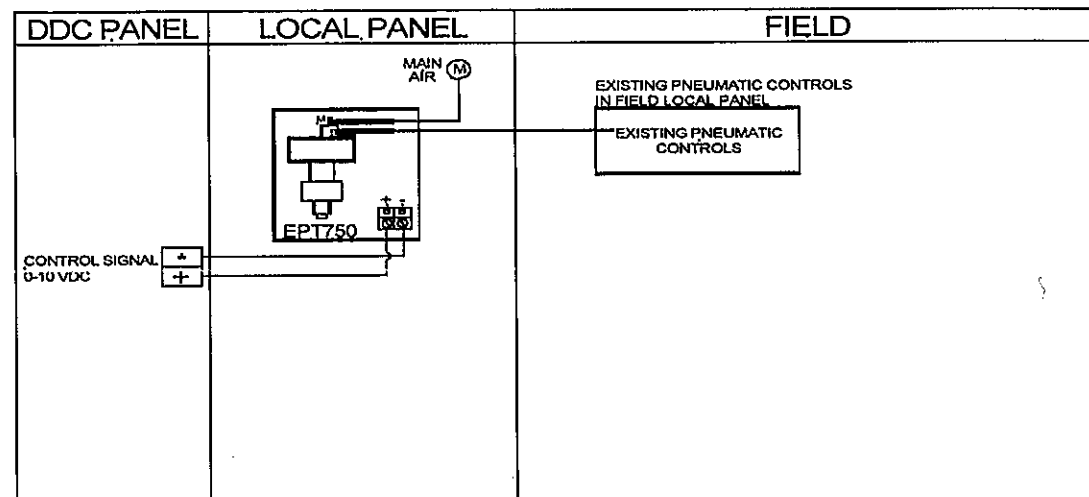 DDC PANEL
LOCAL PANEL
FIELD
MAIN
AIR
M
EXISTING PNEUMATIC CONTROLS
IN FIELD LOCAL PANEL
EXISTING PNEUMATIC
CONTROLS
M
+ -
EPT750
CONTROL SIGNAL
0-10 VDC
+